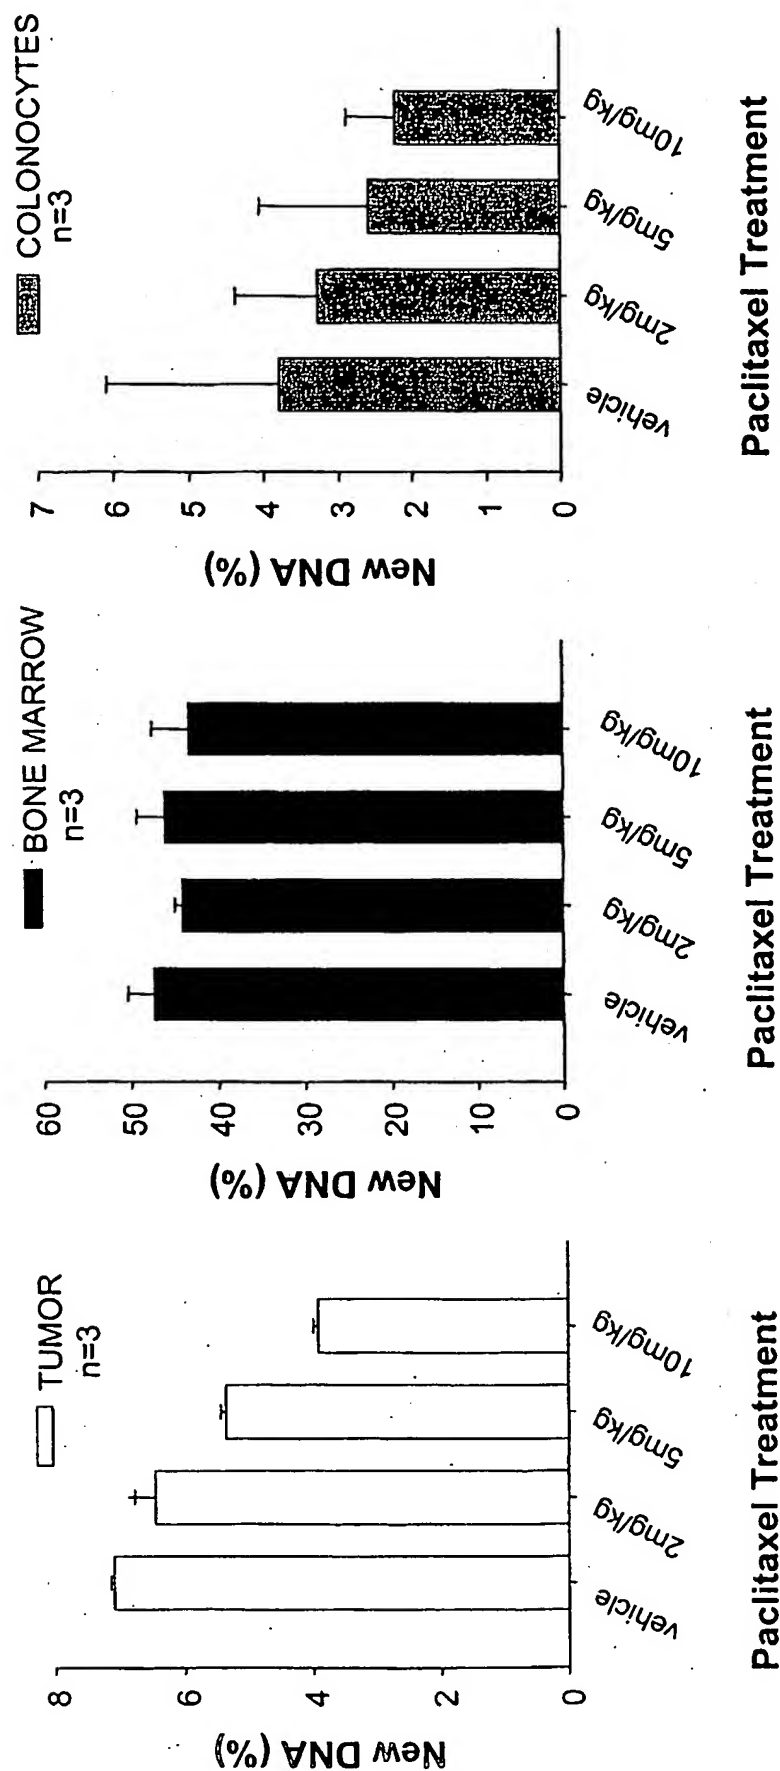 TUMOR
n=3
New DNA (%)
8
6
4
2
0
vehicle
2mg/kg
5mg/kg
10mg/kg
Paclitaxel Treatment
BONE MARROW
n=3
New DNA (%)
60
50
40
30
20
10
0
vehicle
2mg/kg
5mg/kg
10mg/kg
Paclitaxel Treatment
COLONOCYTES
n=3
New DNA (%)
7
6
5
4
3
2
1
0
vehicle
2mg/kg
5mg/kg
10mg/kg
Paclitaxel Treatment